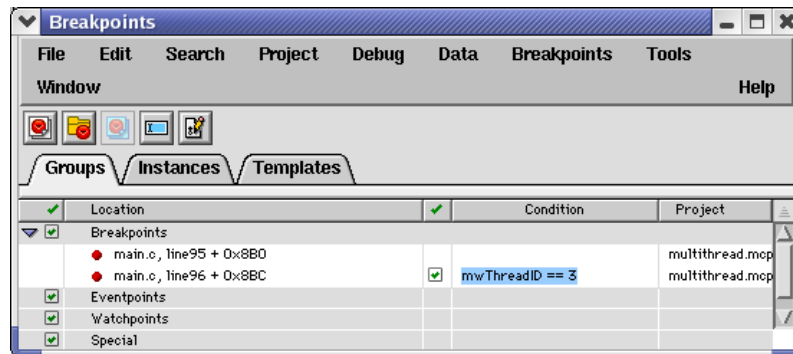 Breakpoints
File Edit Search Project Debug Data Breakpoints Tools
Window Help
Groups Instances Templates
Location Condition Project
Breakpoints
main.c, line95 + 0x8B0 multithread.mcp
main.c, line96 + 0x8BC mwThreadID == 3 multithread.mcp
Eventpoints
Watchpoints
Special